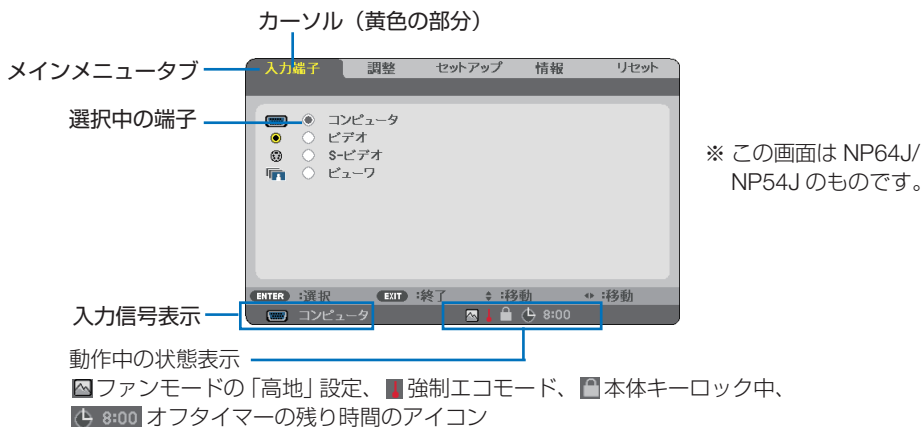 カーソル（黄色の部分）
メインメニュータブ
入力端子 調整 セットアップ 情報 リセット
選択中の端子
コンピュータ
ビデオ
S-ビデオ
ビューワ
※ この画面は NP64J/
NP54J のものです。
ENTER :選択 EXIT :終了 :移動 :移動
入力信号表示
コンピュータ 8:00
動作中の状態表示
ファンモードの「高地」設定、 強制エコモード、 本体キーロック中、
8:00 オフタイマーの残り時間のアイコン